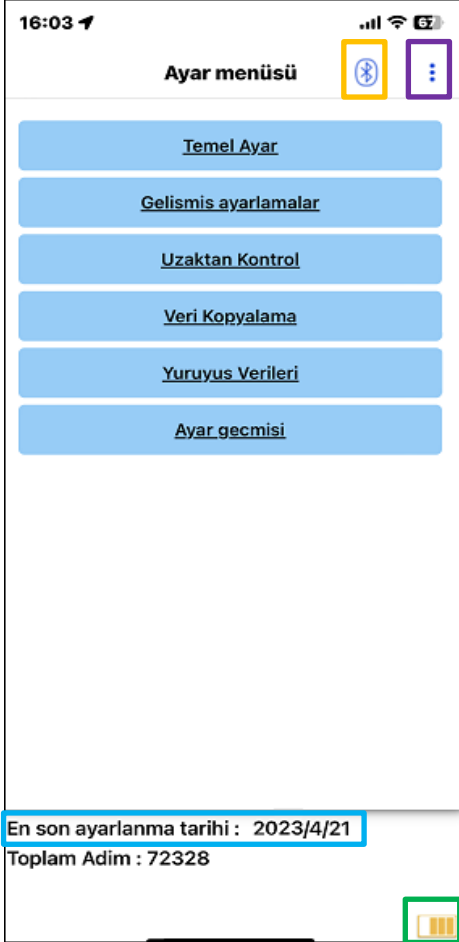 16:03
67
Ayar menüsü
Temel Ayar
Gelismis ayarlamalar
Uzaktan Kontrol
Veri Kopyalama
Yuruyus Verileri
Ayar gecmisi
En son ayarlanma tarihi : 2023/4/21
Toplam Adim : 72328